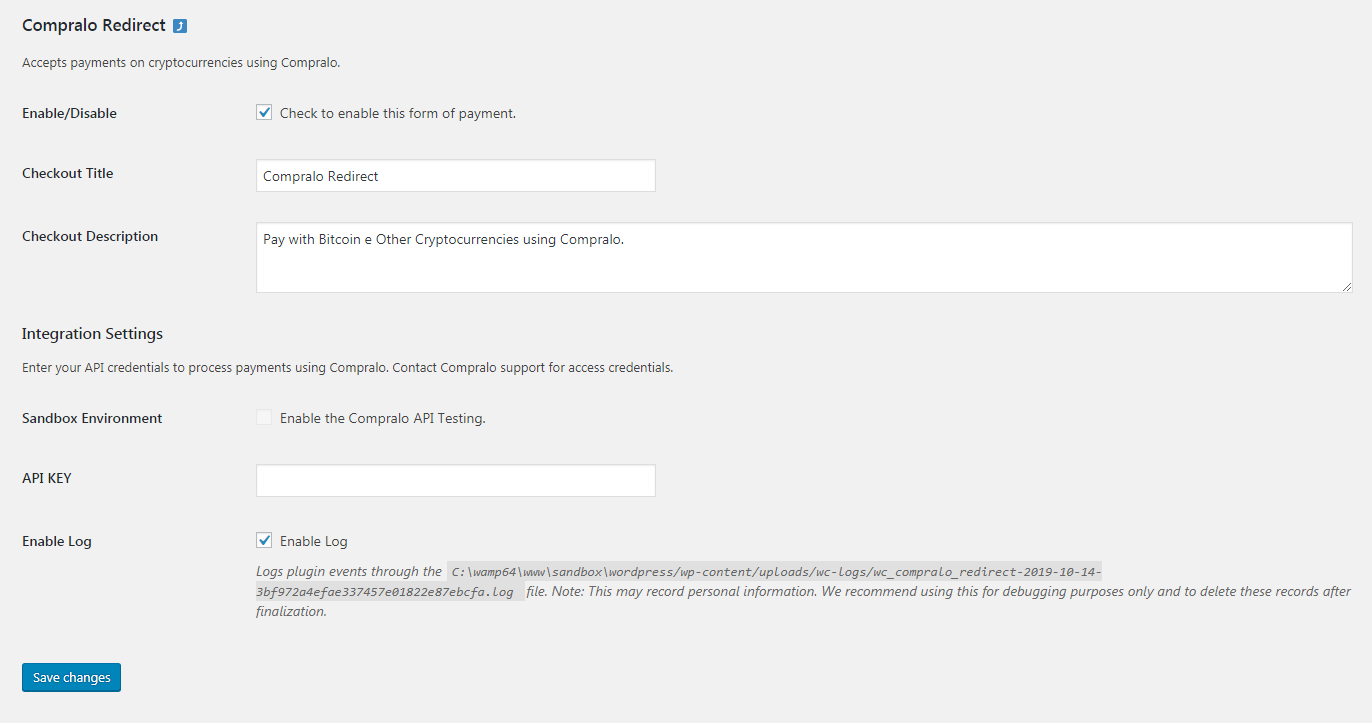 Compralo Redirect
Accepts payments on cryptocurrencies using Compralo.
Enable/Disable
Check to enable this form of payment.
Checkout Title
Compralo Redirect
Checkout Description
Pay with Bitcoin e Other Cryptocurrencies using Compralo.
Integration Settings
Enter your API credentials to process payments using Compralo. Contact Compralo support for access credentials.
Sandbox Environment
Enable the Compralo API Testing.
API KEY
Enable Log
Enable Log
Logs plugin events through the C:\wamp64\www\sandbox\wordpress/wp-content/uploads/wc-logs/wc_compralo_redirect-2019-10-14-
3bf972a4efae337457e01822e87ebcfa.log file. Note: This may record personal information. We recommend using this for debugging purposes only and to delete these records after
finalization.
Save changes